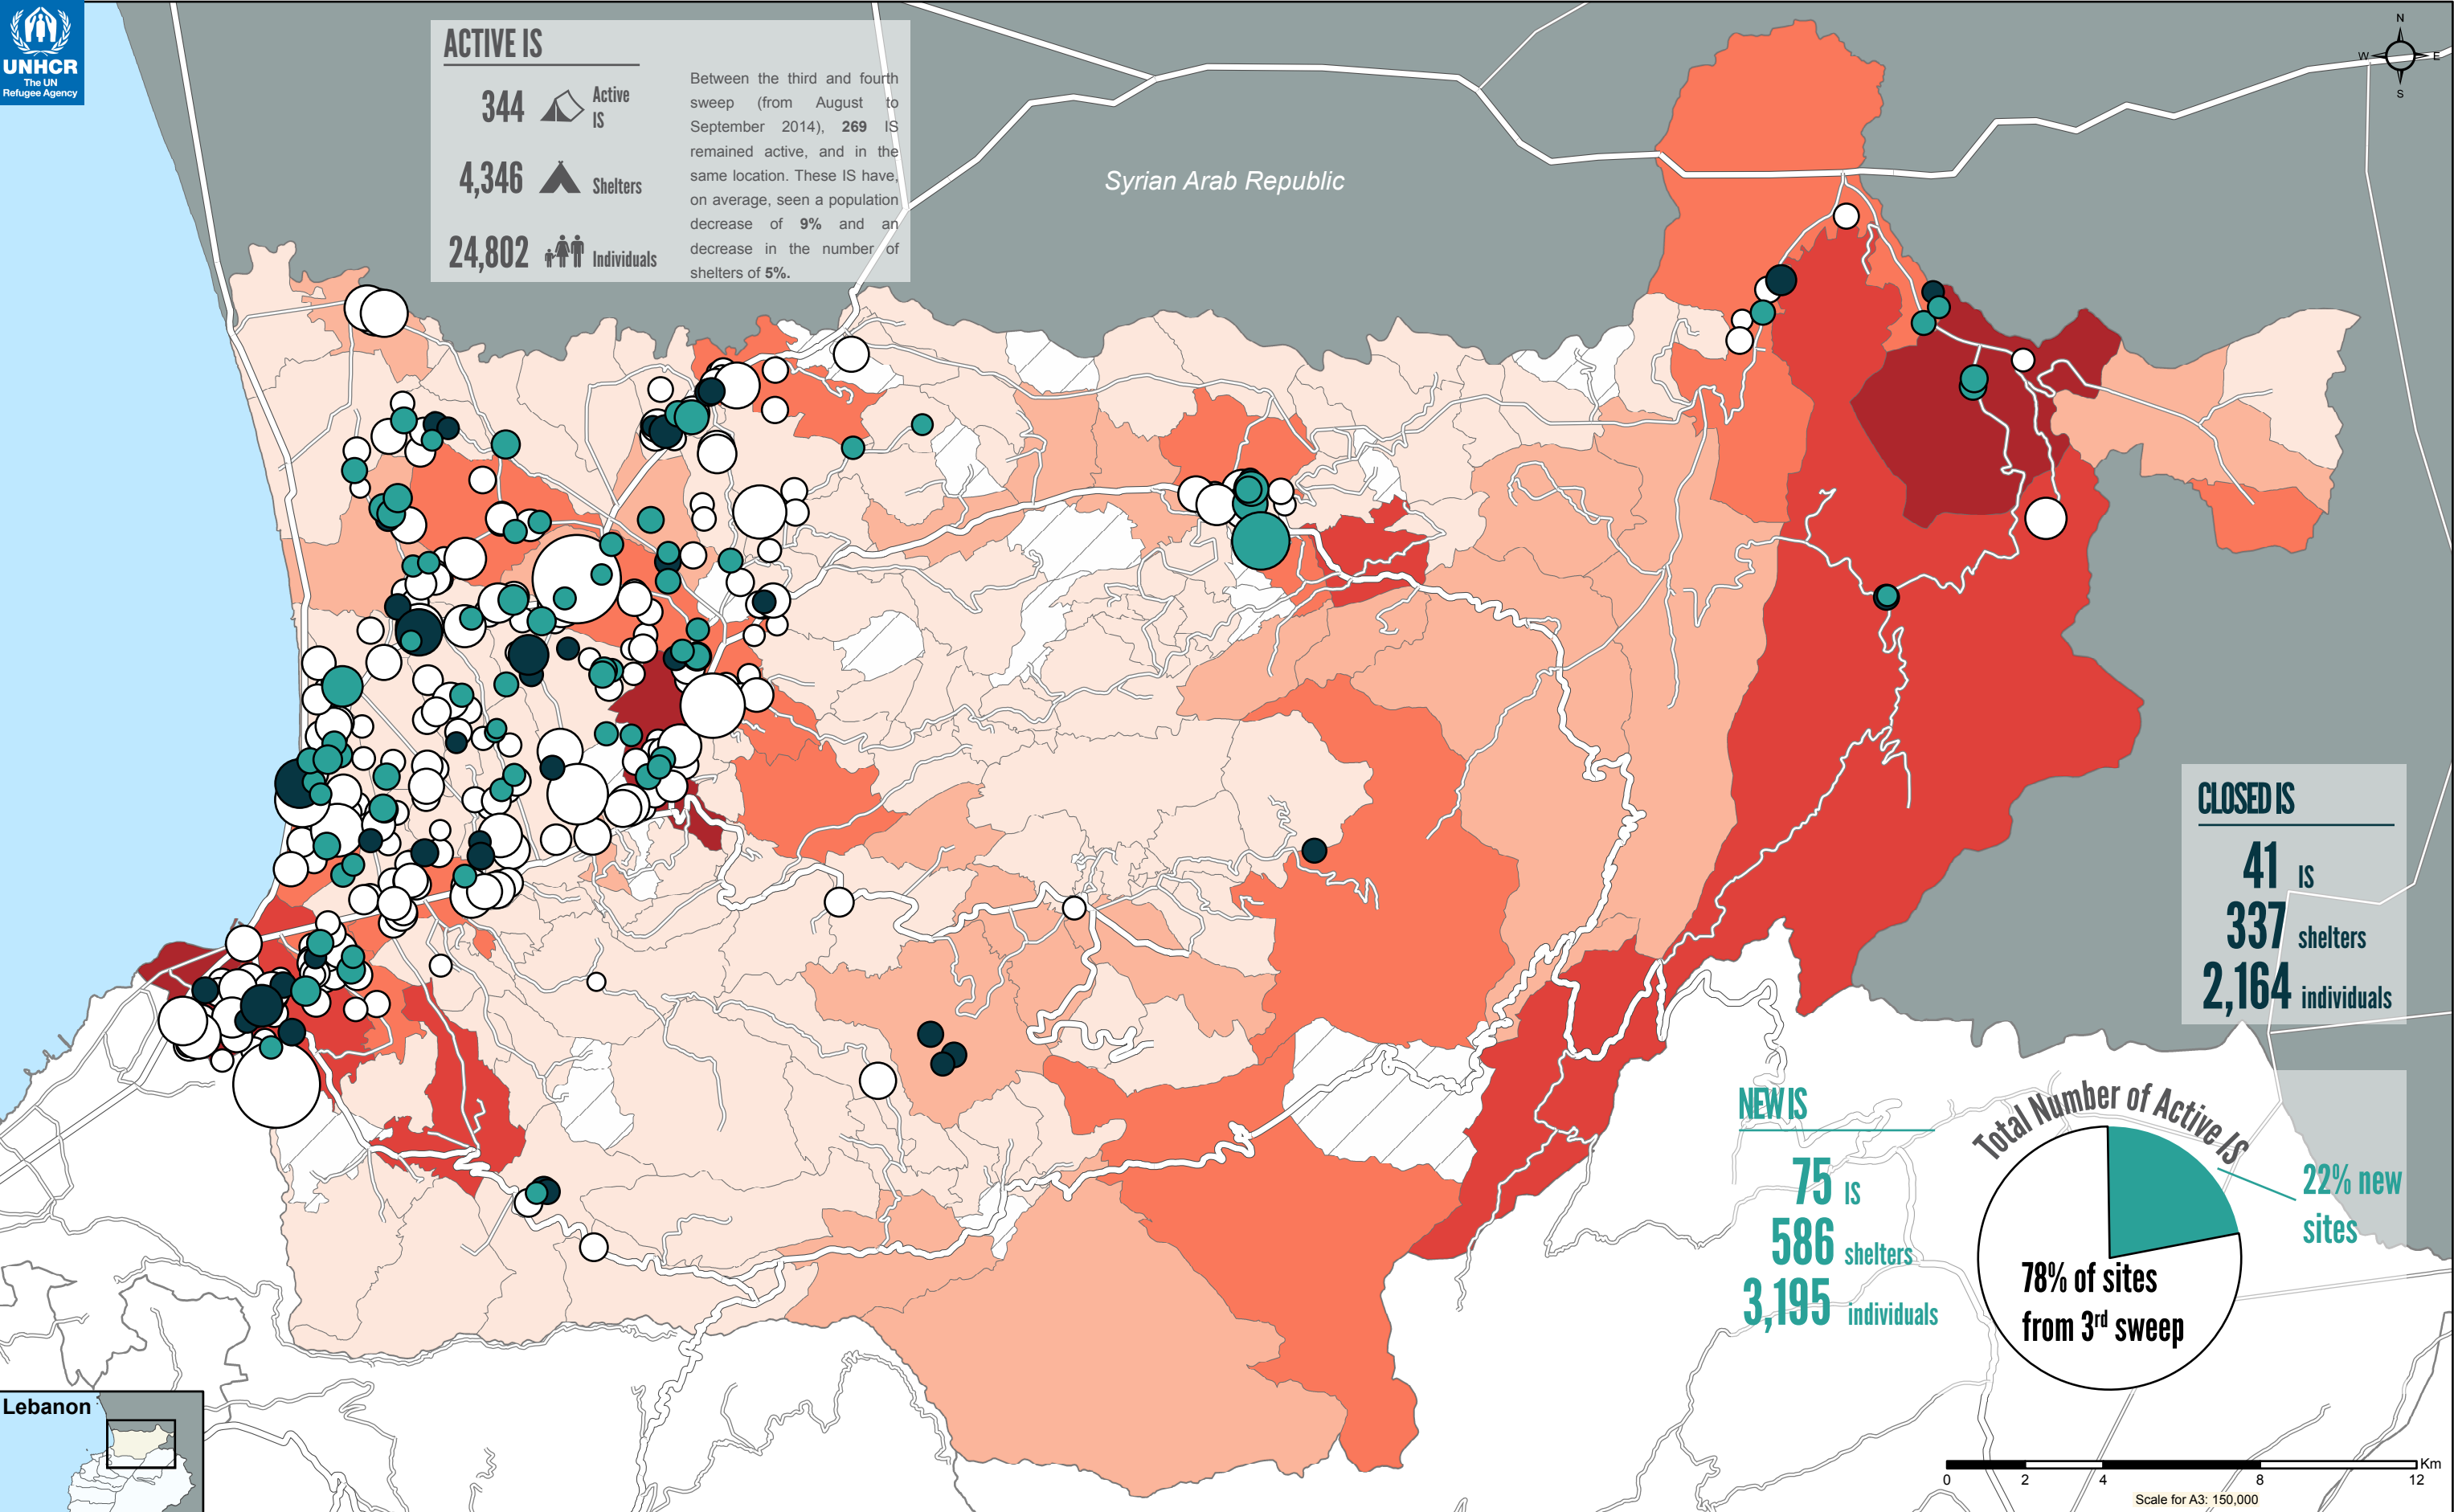 UNHCR
The UN
Refugee Agency
ACTIVE IS
344 Active
IS
4,346 Shelters
24,802 Individuals
Between the third and fourth
sweep (from August to
September 2014), 269 IS
remained active, and in the
same location. These IS have,
on average, seen a population
decrease of 9% and an
decrease in the number of
shelters of 5%.
Syrian Arab Republic
N
W E
S
CLOSED IS
41 IS
337 shelters
2,164 individuals
NEW IS
75 IS
586 shelters
3,195 individuals
Total Number of Active IS
22% new
sites
78% of sites
from 3rd sweep
Lebanon
Km
0 2 4 8 12
Scale for A3: 150,000